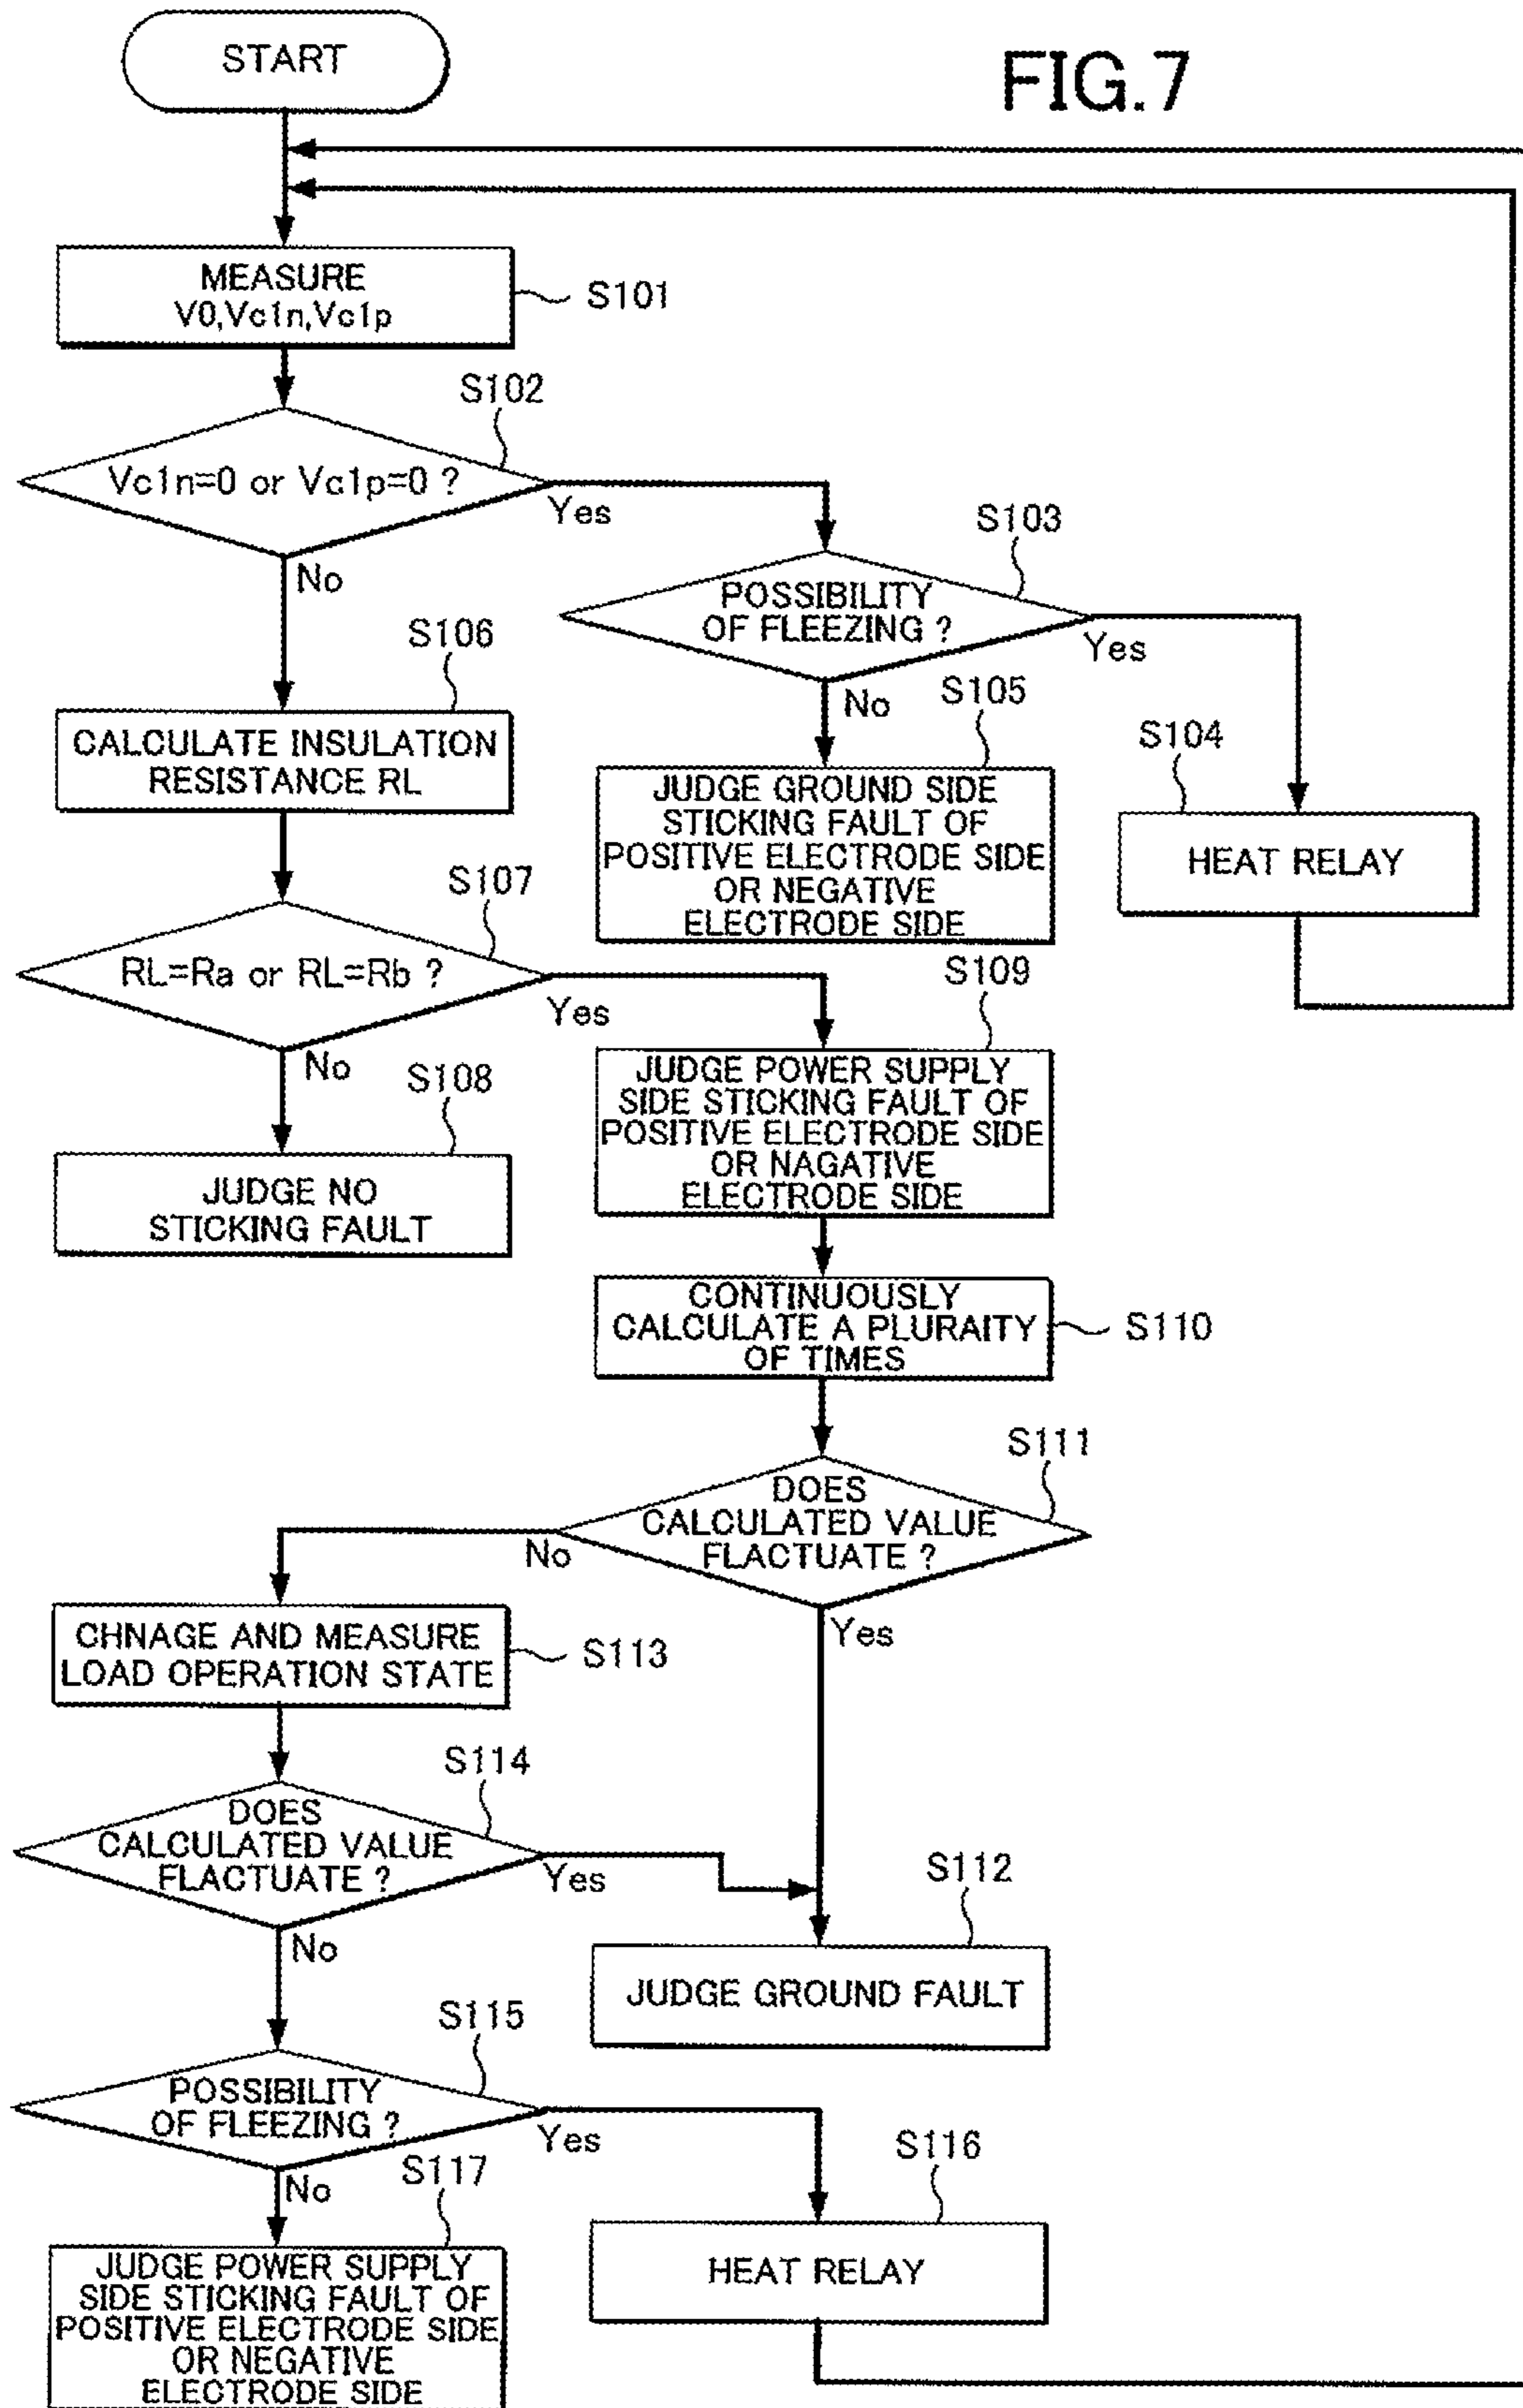 START
FIG.7
MEASURE
V0,Vc1n,Vc1p
S101
S102
Vc1n=0 or Vc1p=0 ?
Yes
No
S103
POSSIBILITY
OF FLEEZING ?
Yes
No
S106
CALCULATE INSULATION
RESISTANCE RL
S105
JUDGE GROUND SIDE
STICKING FAULT OF
POSITIVE ELECTRODE SIDE
OR NEGATIVE
ELECTRODE SIDE
S104
HEAT RELAY
S107
RL=Ra or RL=Rb ?
Yes
No
S109
JUDGE POWER SUPPLY
SIDE STICKING FAULT OF
POSITIVE ELECTRODE SIDE
OR NAGATIVE
ELECTRODE SIDE
S108
JUDGE NO
STICKING FAULT
CONTINUOUSLY
CALCULATE A PLURAITY
OF TIMES
S110
S111
DOES
CALCULATED VALUE
FLACTUATE ?
No
Yes
CHNAGE AND MEASURE
LOAD OPERATION STATE
S113
S114
DOES
CALCULATED VALUE
FLACTUATE ?
Yes
No
S112
JUDGE GROUND FAULT
S115
POSSIBILITY
OF FLEEZING ?
Yes
No
S117
JUDGE POWER SUPPLY
SIDE STICKING FAULT OF
POSITIVE ELECTRODE SIDE
OR NEGATIVE
ELECTRODE SIDE
S116
HEAT RELAY